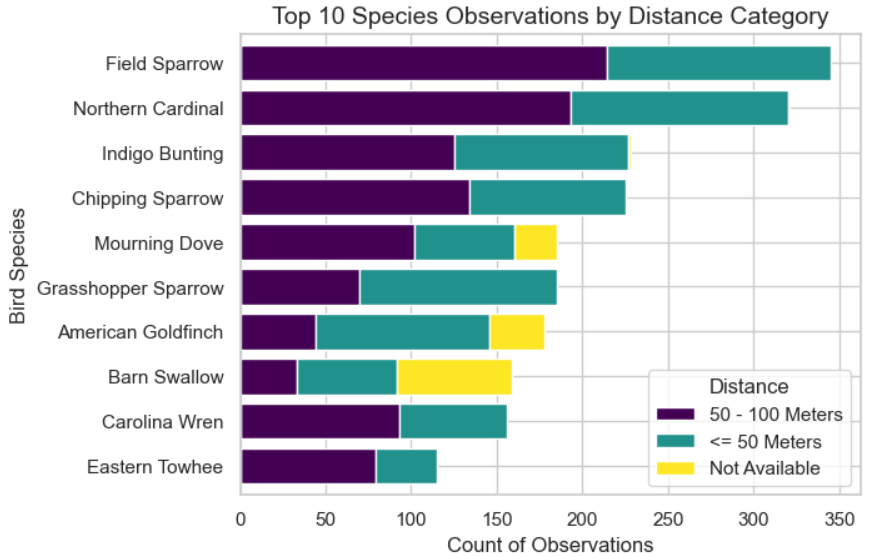 Top 10 Species Observations by Distance Category
Field Sparrow
Northern Cardinal
Indigo Bunting
Chipping Sparrow
Mourning Dove
Grasshopper Sparrow
American Goldfinch
Barn Swallow
Carolina Wren
Eastern Towhee
Bird Species
Distance
50 - 100 Meters
<= 50 Meters
Not Available
0 50 100 150 200 250 300 350
Count of Observations